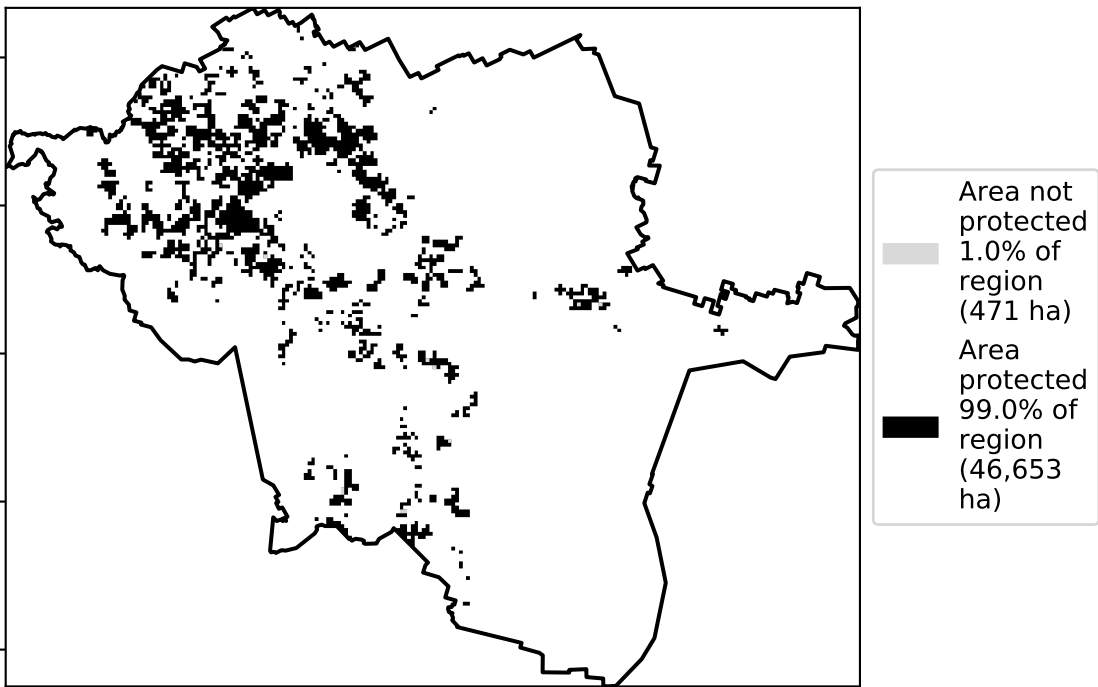 Area not
protected
1.0% of
region
(471 ha)
Area
protected
99.0% of
region
(46,653
ha)